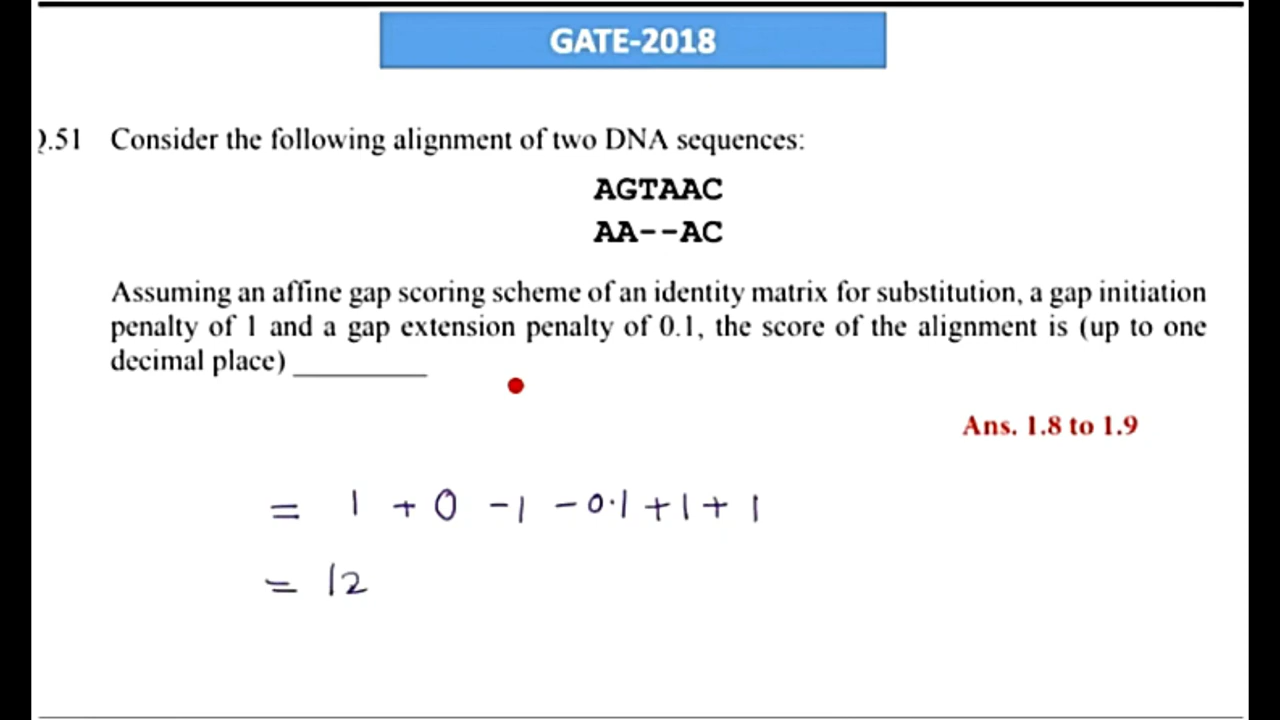 GATE-2018
Q.51 Consider the following alignment of two DNA sequences:
AGTAAC
AA--AC
Assuming an affine gap scoring scheme of an identity matrix for substitution, a gap initiation
penalty of 1 and a gap extension penalty of 0.1, the score of the alignment is (up to one
decimal place) __________
Ans. 1.8 to 1.9
= 1 + 0 -1 -0.1 +1 + 1
= 12